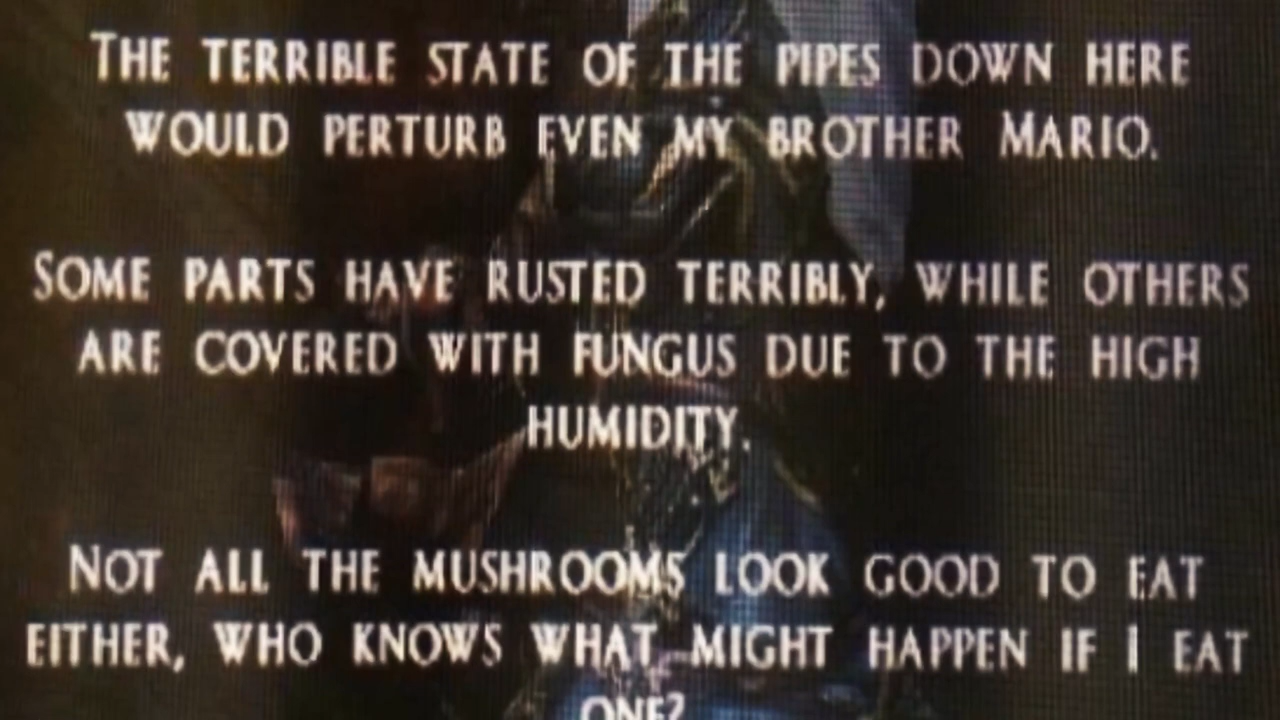 The terrible state of the pipes down here
would perturb even my brother Mario.
Some parts have rusted terribly, while others
are covered with fungus due to the high
humidity.
Not all the mushrooms look good to eat
either, who knows what might happen if I eat
one?